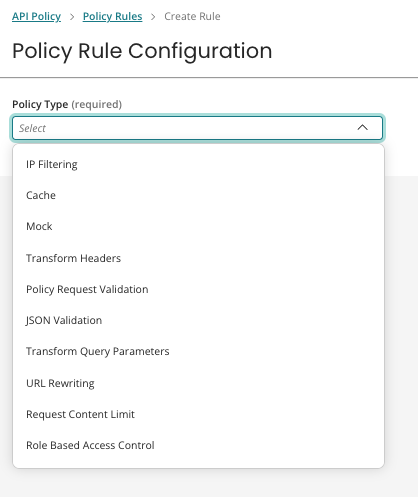 API Policy > Policy Rules > Create Rule
Policy Rule Configuration
Policy Type (required)
Select
IP Filtering
Cache
Mock
Transform Headers
Policy Request Validation
JSON Validation
Transform Query Parameters
URL Rewriting
Request Content Limit
Role Based Access Control